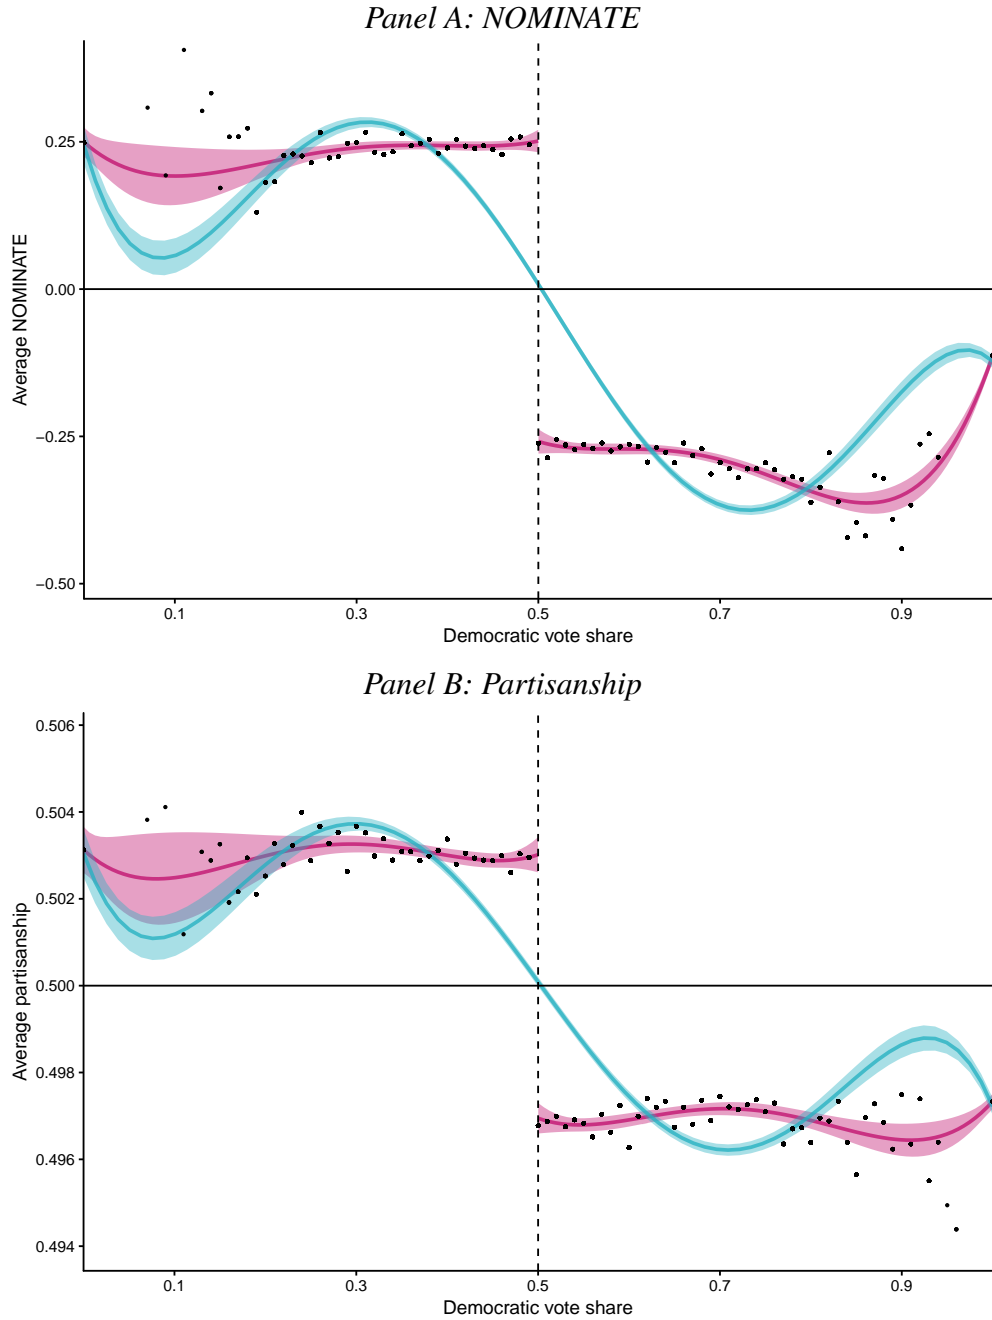 Panel A: NOMINATE
Average NOMINATE
0.25
0.00
−0.25
−0.50
0.1 0.3 0.5 0.7 0.9
Democratic vote share
Panel B: Partisanship
Average partisanship
0.506
0.504
0.502
0.500
0.498
0.496
0.494
0.1 0.3 0.5 0.7 0.9
Democratic vote share